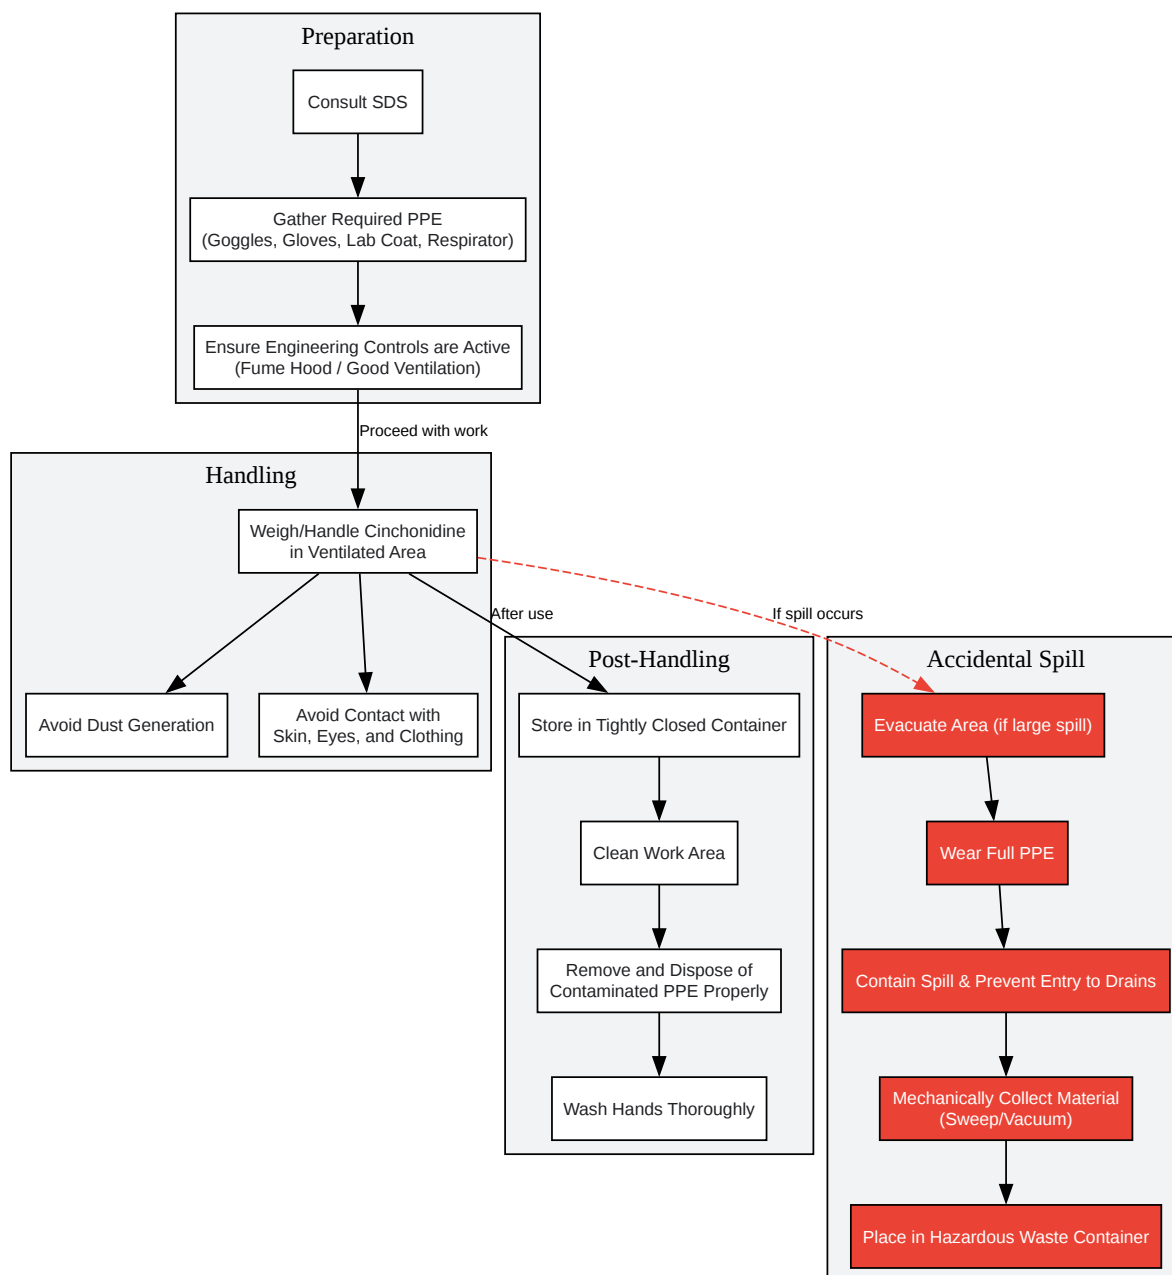 Preparation
Consult SDS
Gather Required PPE
(Goggles, Gloves, Lab Coat, Respirator)
Ensure Engineering Controls are Active
(Fume Hood / Good Ventilation)
Proceed with work
Handling
Weigh/Handle Cinchonidine
in Ventilated Area
Avoid Dust Generation
Avoid Contact with
Skin, Eyes, and Clothing
After use
Post-Handling
Store in Tightly Closed Container
Clean Work Area
Remove and Dispose of
Contaminated PPE Properly
Wash Hands Thoroughly
If spill occurs
Accidental Spill
Evacuate Area (if large spill)
Wear Full PPE
Contain Spill & Prevent Entry to Drains
Mechanically Collect Material
(Sweep/Vacuum)
Place in Hazardous Waste Container